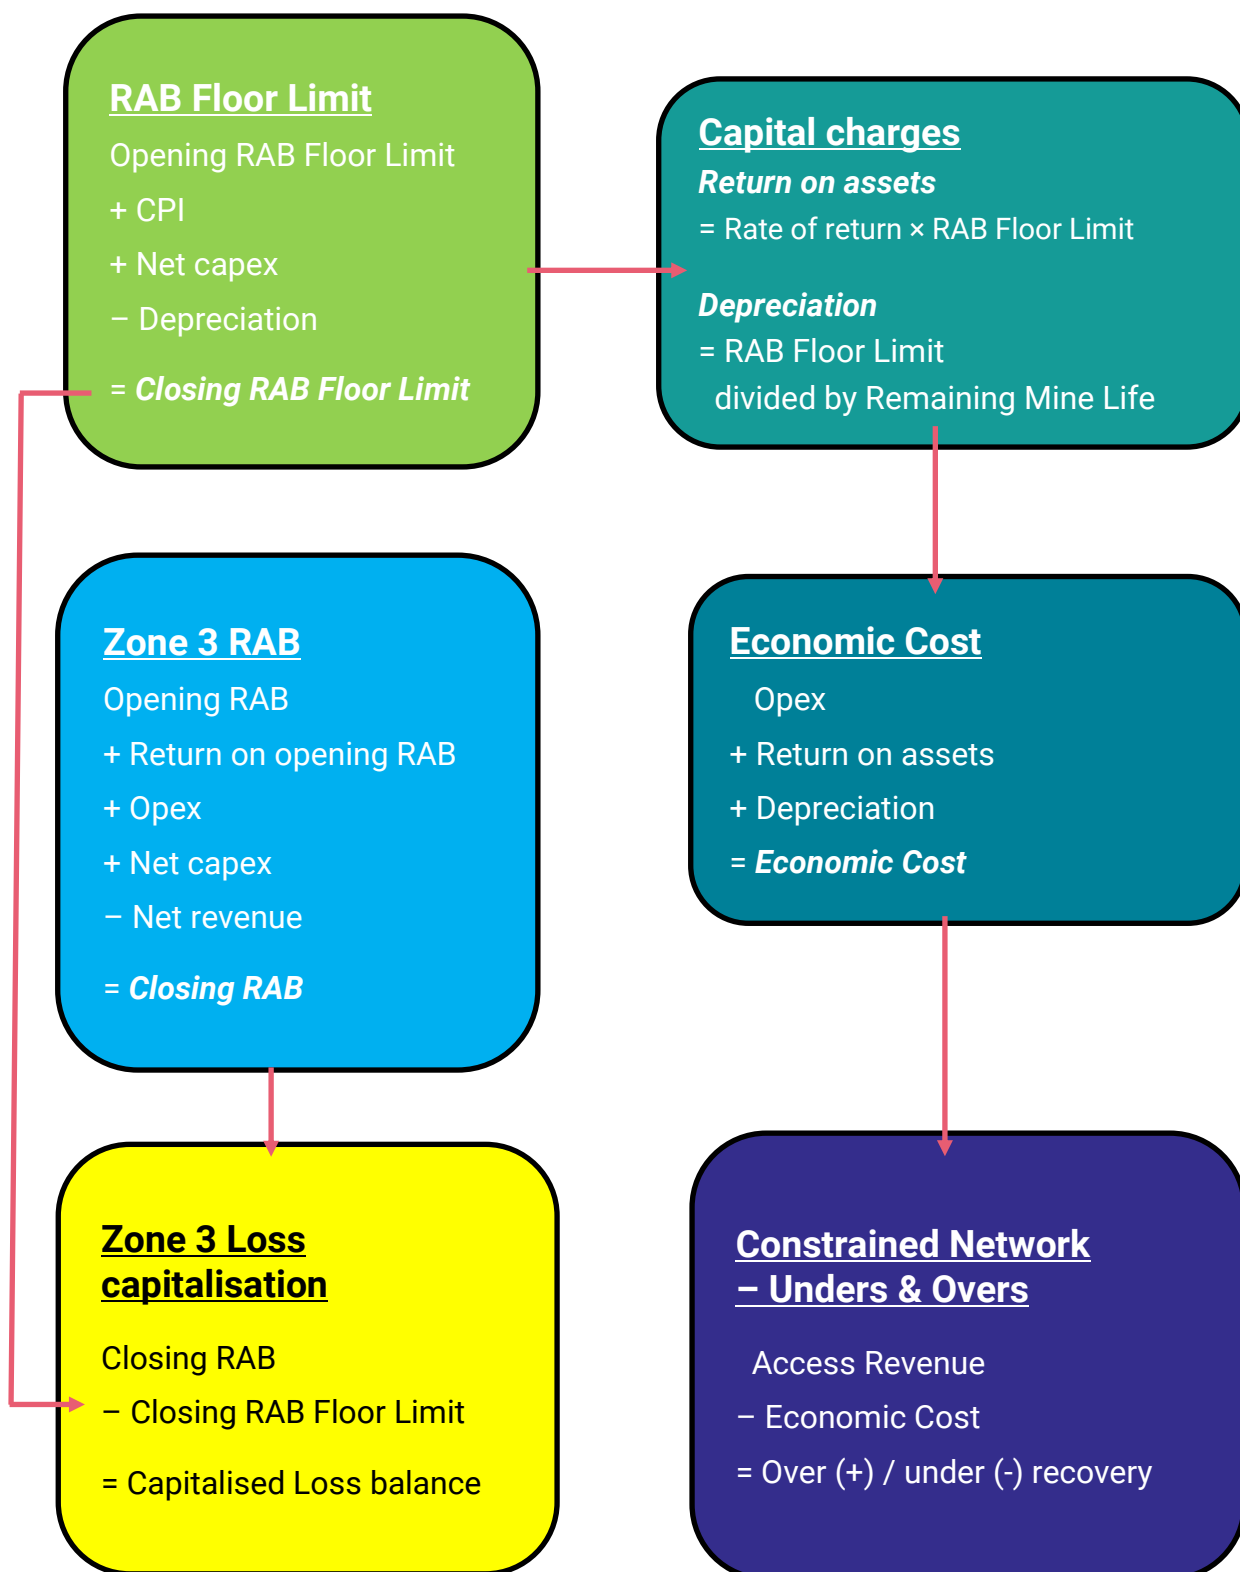 RAB Floor Limit
Opening RAB Floor Limit
+ CPI
+ Net capex
− Depreciation
= Closing RAB Floor Limit
Capital charges
Return on assets
= Rate of return × RAB Floor Limit
Depreciation
= RAB Floor Limit
divided by Remaining Mine Life
Zone 3 RAB
Opening RAB
+ Return on opening RAB
+ Opex
+ Net capex
− Net revenue
= Closing RAB
Economic Cost
Opex
+ Return on assets
+ Depreciation
= Economic Cost
Zone 3 Loss
capitalisation
Closing RAB
− Closing RAB Floor Limit
= Capitalised Loss balance
Constrained Network
− Unders & Overs
Access Revenue
− Economic Cost
= Over (+) / under (-) recovery